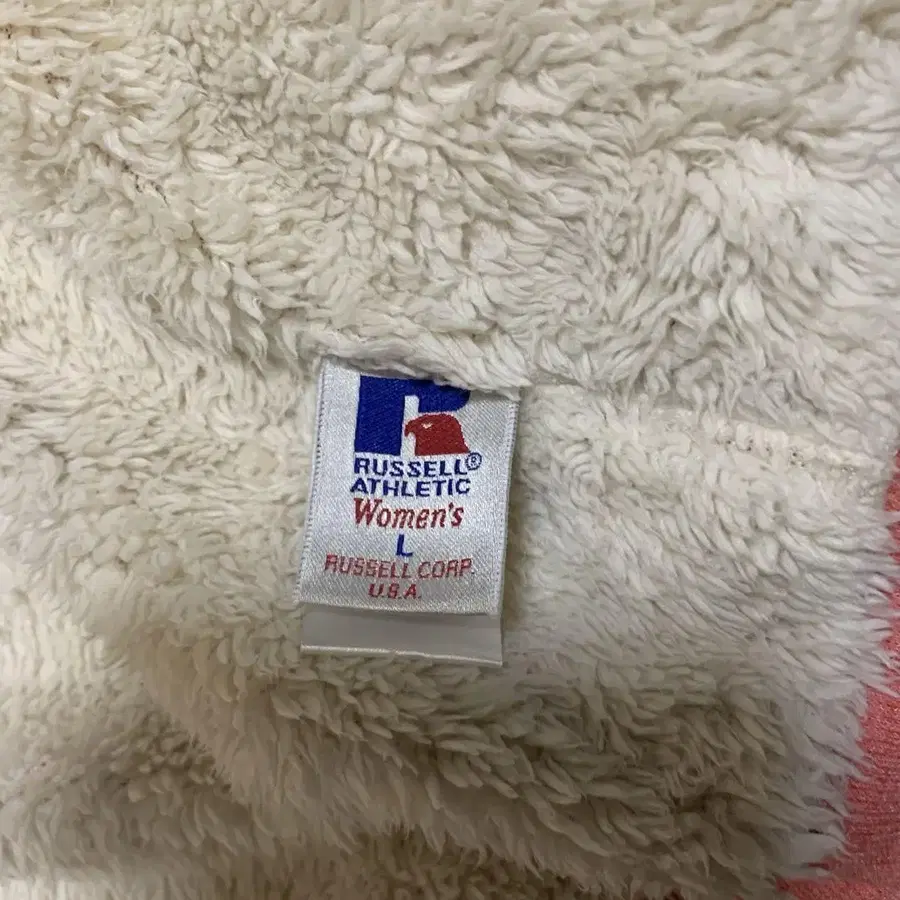 R
RUSSELL®
ATHLETIC
Women's
L
RUSSELL CORP.
U.S.A.